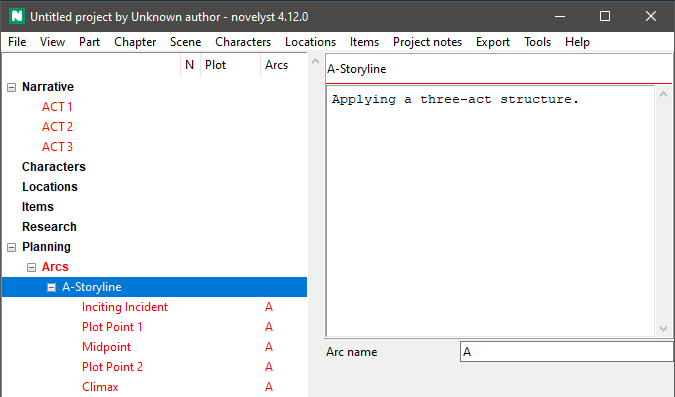 Untitled project by Unknown author - novelyst 4.12.0
File View Part Chapter Scene Characters Locations Items Project notes Export Tools Help
N Plot Arcs
Narrative
ACT 1
ACT 2
ACT 3
Characters
Locations
Items
Research
Planning
Arcs
A-Storyline
Inciting Incident A
Plot Point 1 A
Midpoint A
Plot Point 2 A
Climax A
A-Storyline
Applying a three-act structure.
Arc name A